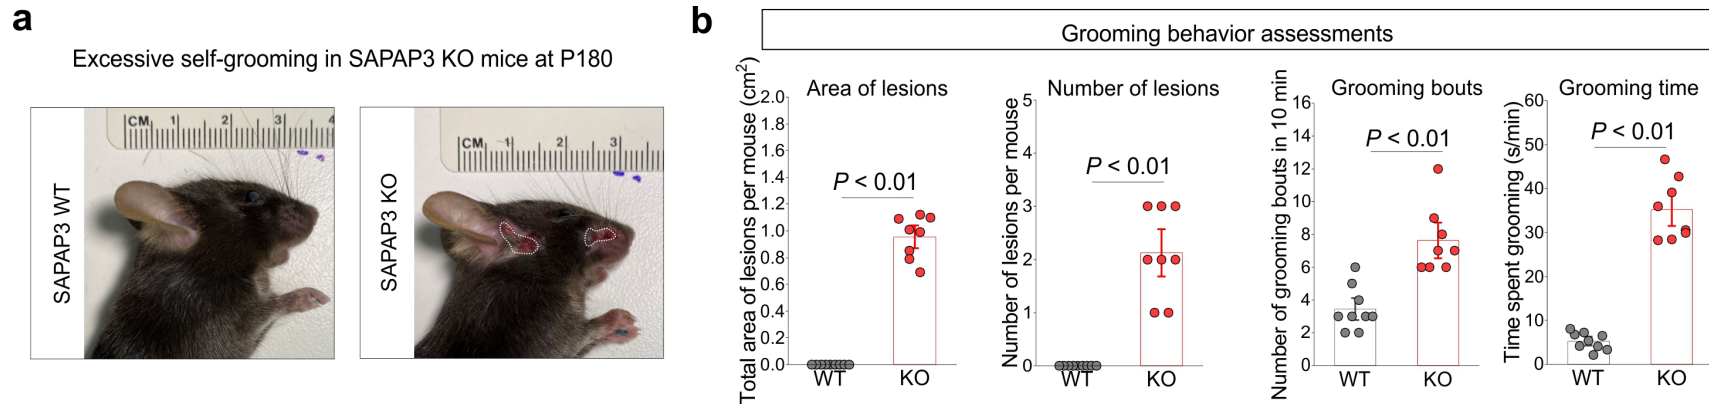 a
Excessive self-grooming in SAPAP3 KO mice at P180
SAPAP3 WT
CM 1 2 3 4
SAPAP3 KO
CM 1 2 3
b
Grooming behavior assessments
Area of lesions
Total area of lesions per mouse (cm²)
2.0
1.8
1.6
1.4
1.2
1.0
0.8
0.6
0.4
0.2
0.0
P < 0.01
WT KO
Number of lesions
Number of lesions per mouse
5
4
3
2
1
0
P < 0.01
WT KO
Grooming bouts
Number of grooming bouts in 10 min
16
14
12
10
8
6
4
2
0
P < 0.01
WT KO
Grooming time
Time spent grooming (s/min)
60
50
40
30
20
10
0
P < 0.01
WT KO